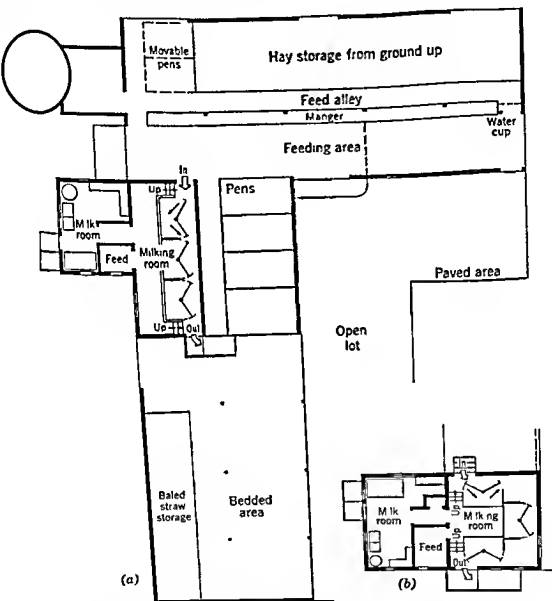 Movable
pens
Hay storage from ground up
Feed alley
Manger
Water
cup
Feeding area
In
Up
Pens
Milk
room
Feed
Milking
room
Paved area
Up
Out
Open
lot
Baled
straw
storage
Bedded
area
(a)
In
Milk
room
Up
Milking
room
Up
Feed
Out
(b)